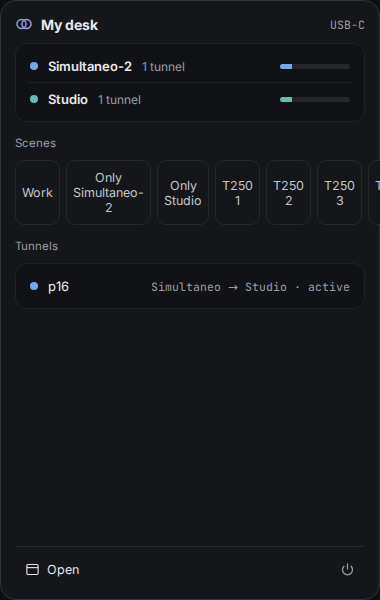 My desk
USB-C
Simultaneo-2 1 tunnel
Studio 1 tunnel
Scenes
Work
Only
Simultaneo-
2
Only
Studio
T250
1
T250
2
T250
3
Tunnels
p16
Simultaneo → Studio · active
Open